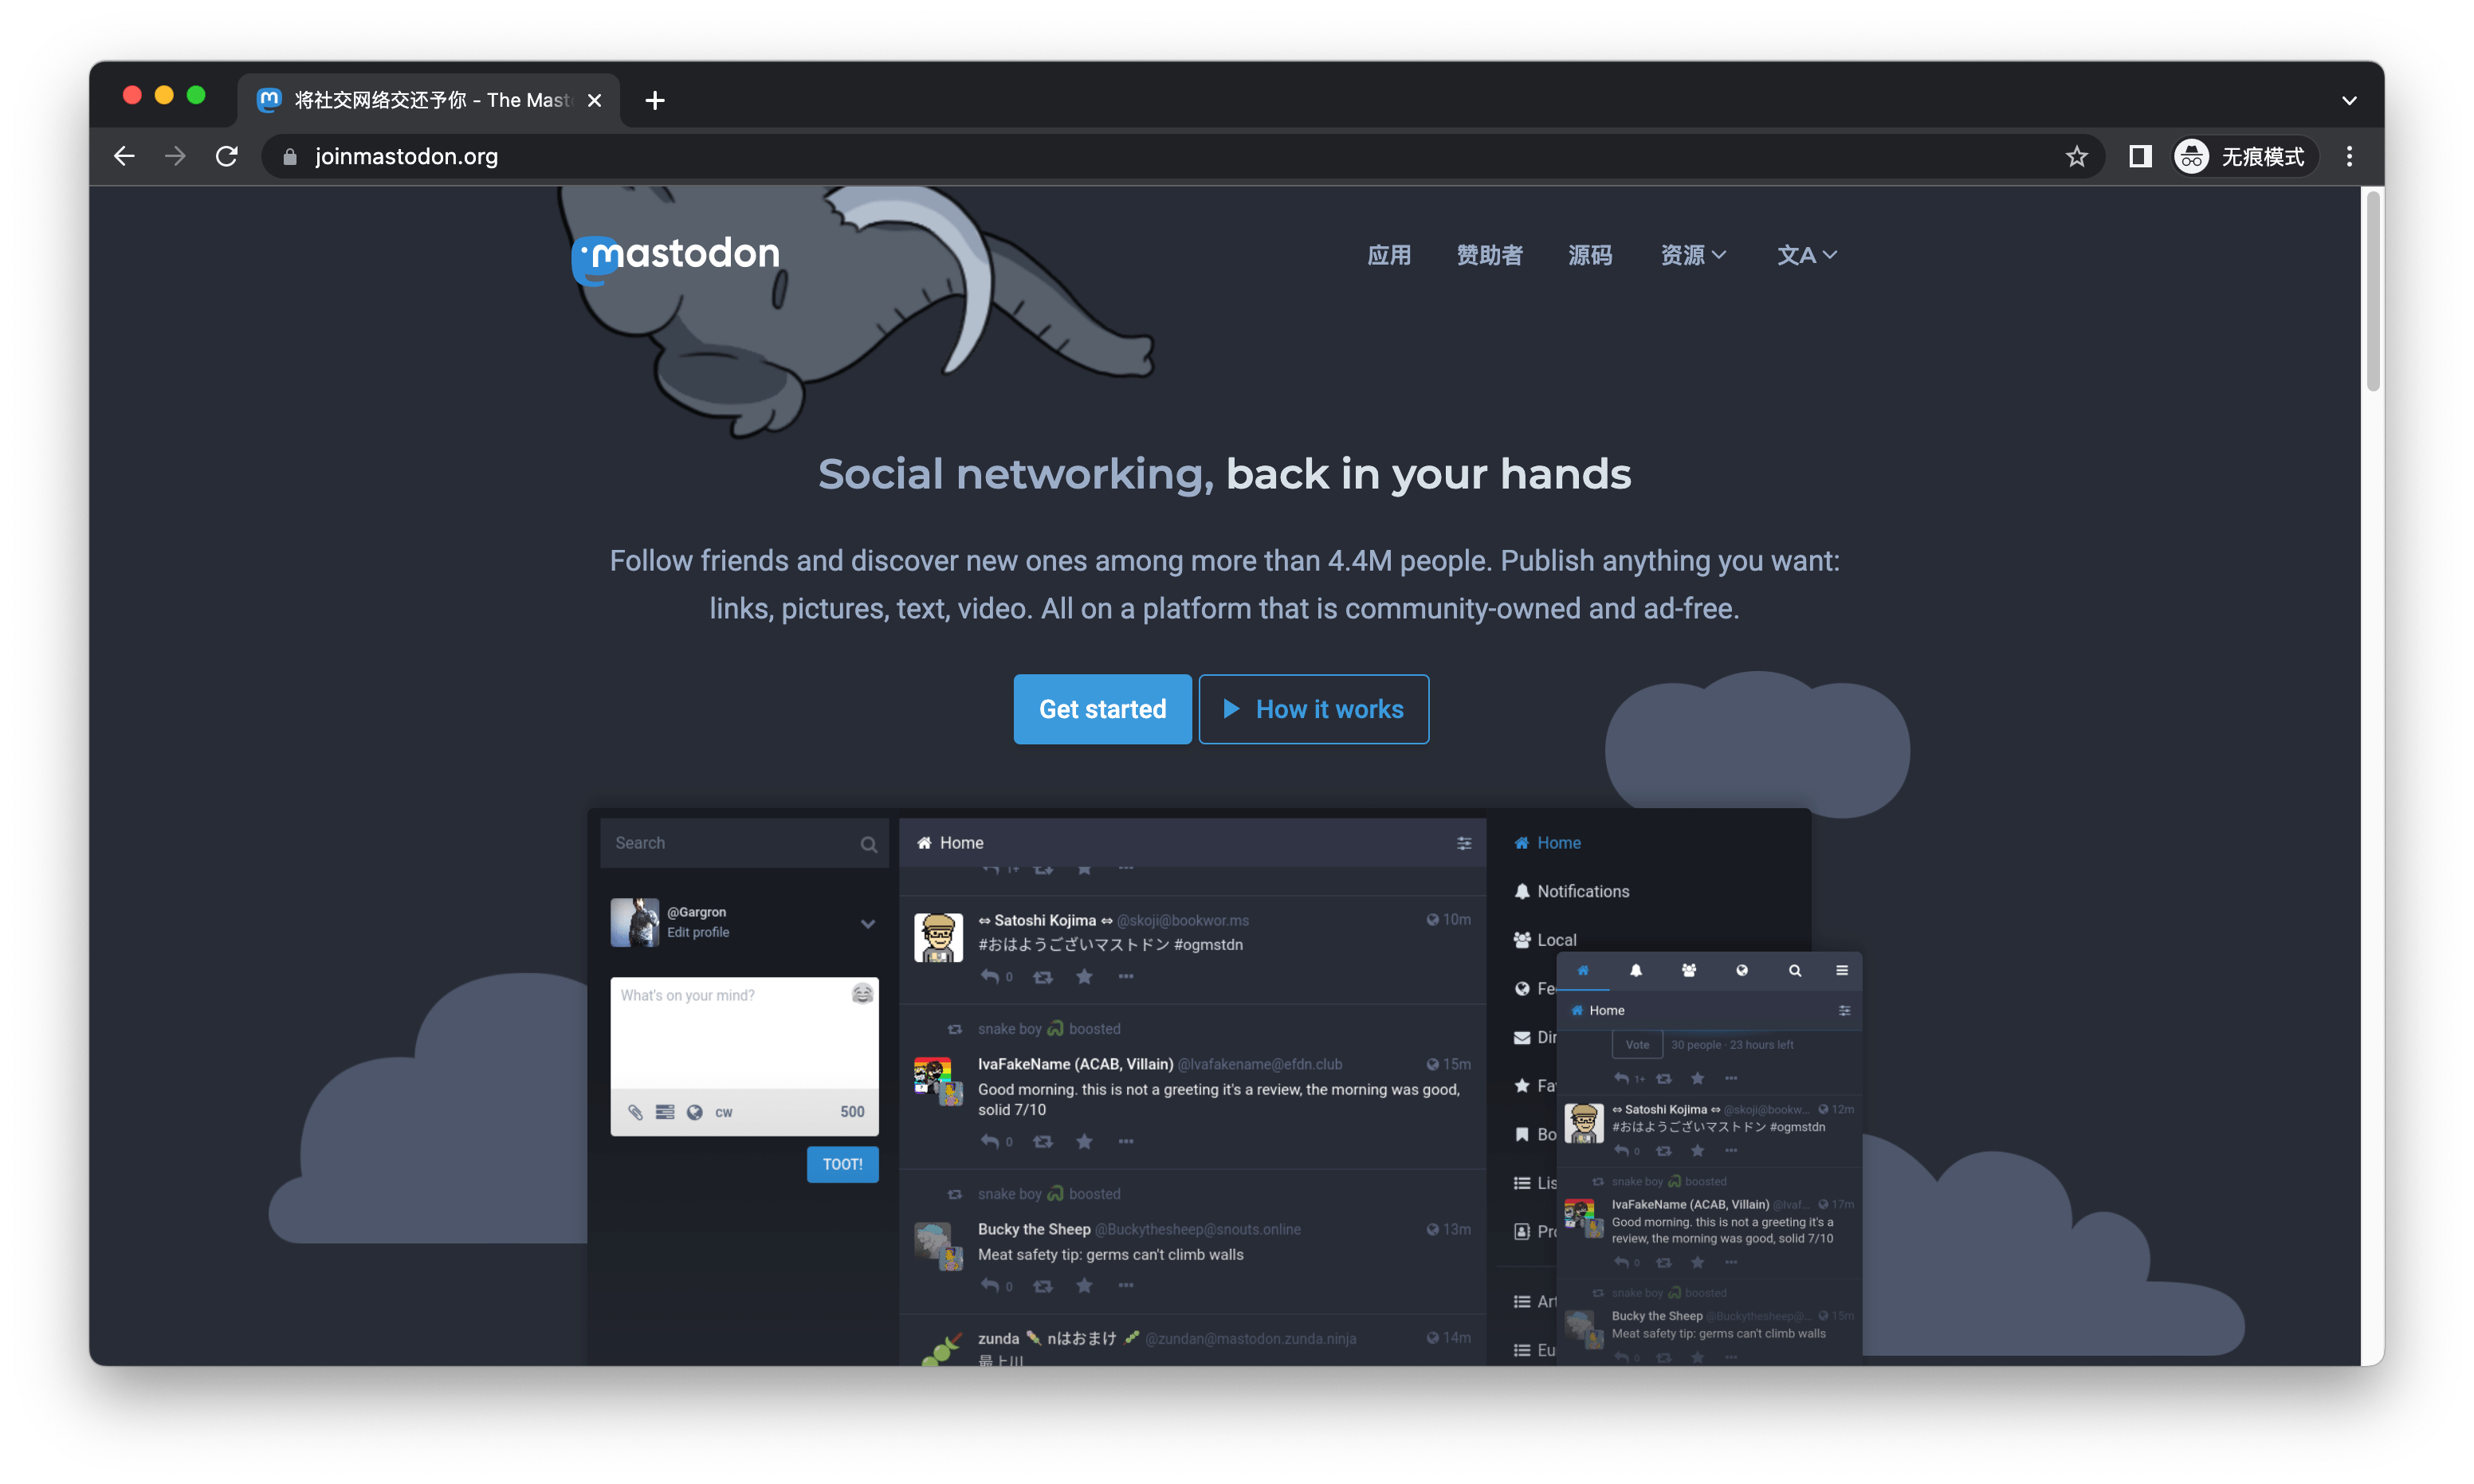 将社交网络交还予你 - The Mast
joinmastodon.org
无痕模式
mastodon
应用 赞助者 源码 资源 文A
Social networking, back in your hands
Follow friends and discover new ones among more than 4.4M people. Publish anything you want:
links, pictures, text, video. All on a platform that is community-owned and ad-free.
Get started
How it works
Search
@Gargron
Edit profile
What's on your mind?
CW 500
TOOT!
Home
1+
⇔ Satoshi Kojima ⇔ @skoji@bookwor.ms 10m
#おはようございマストドン #ogmstdn
0
snake boy boosted
IvaFakeName (ACAB, Villain) @Ivafakename@efdn.club 15m
Good morning. this is not a greeting it's a review, the morning was good,
solid 7/10
0
snake boy boosted
Bucky the Sheep @Buckythesheep@snouts.online 13m
Meat safety tip: germs can't climb walls
0
zunda nはおまけ @zundan@mastodon.zunda.ninja 14m
最上川
Home
Notifications
Local
Fe
Dir
Fa
Bo
Lis
Pr
Art
Eu
Home
Vote 30 people · 23 hours left
1+
⇔ Satoshi Kojima ⇔ @skoji@bookw... 12m
#おはようございマストドン #ogmstdn
0
snake boy boosted
IvaFakeName (ACAB, Villain) @Ivaf... 17m
Good morning. this is not a greeting it's a
review, the morning was good, solid 7/10
0
snake boy boosted
Bucky the Sheep @Buckythesheep@... 15m
Meat safety tip: germs can't climb walls
0